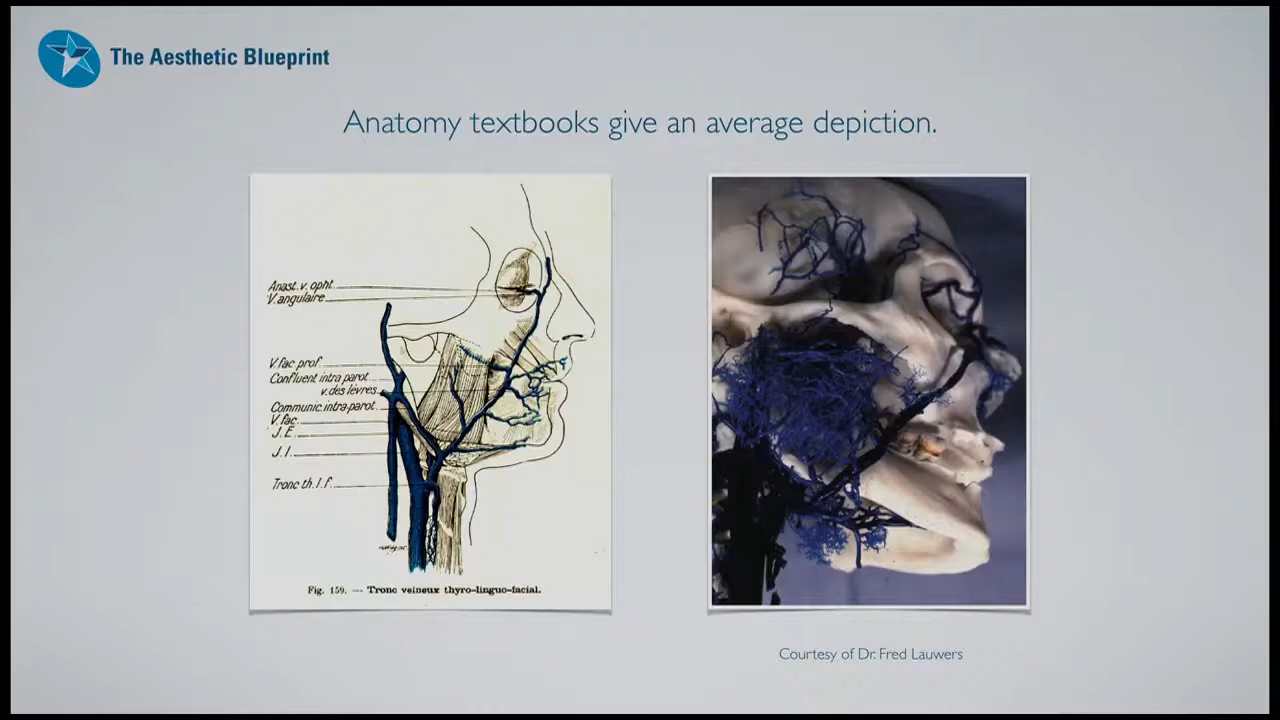 The Aesthetic Blueprint
Anatomy textbooks give an average depiction.
Anast. v. opht.
V. angulaire
V. fac. prof.
Confluent intra parot.
v. des lèvres
Communic. intra-parot.
V. fac.
J. E.
J. I.
Tronc th. l. f.
Fig. 159. — Tronc veineux thyro-linguo-facial.
Courtesy of Dr. Fred Lauwers